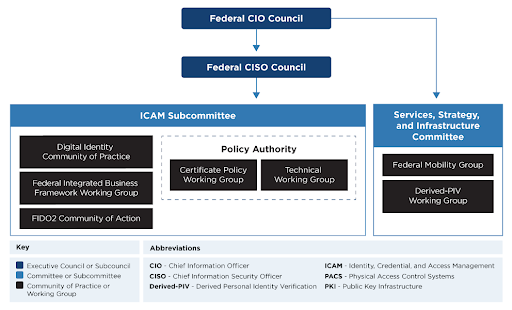 Federal CIO Council
Federal CISO Council
ICAM Subcommittee
Digital Identity
Community of Practice
Federal Integrated Business
Framework Working Group
FIDO2 Community of Action
Policy Authority
Certificate Policy
Working Group
Technical
Working Group
Services, Strategy,
and Infrastructure
Committee
Federal Mobility Group
Derived-PIV
Working Group
Key
Executive Council or Subcouncil
Committee or Subcommittee
Community of Practice or
Working Group
Abbreviations
CIO - Chief Information Officer
CISO - Chief Information Security Officer
Derived-PIV - Derived Personal Identity Verification
ICAM - Identity, Credential, and Access Management
PACS - Physical Access Control Systems
PKI - Public Key Infrastructure